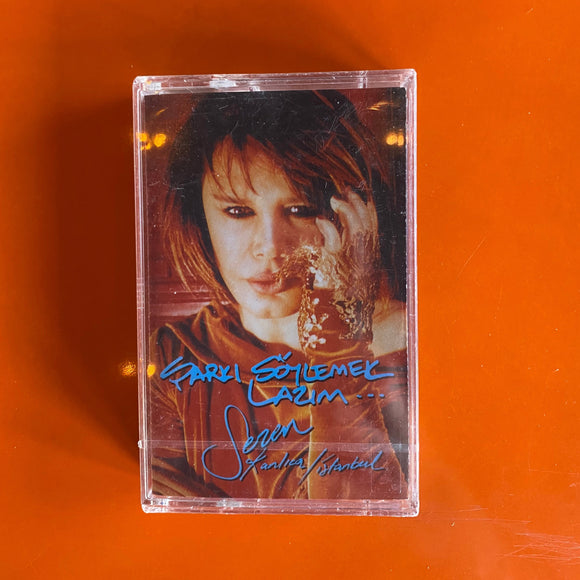 ŞARKI SÖYLEMEK
LAZIM...
Sezen
Kanlıca/İstanbul